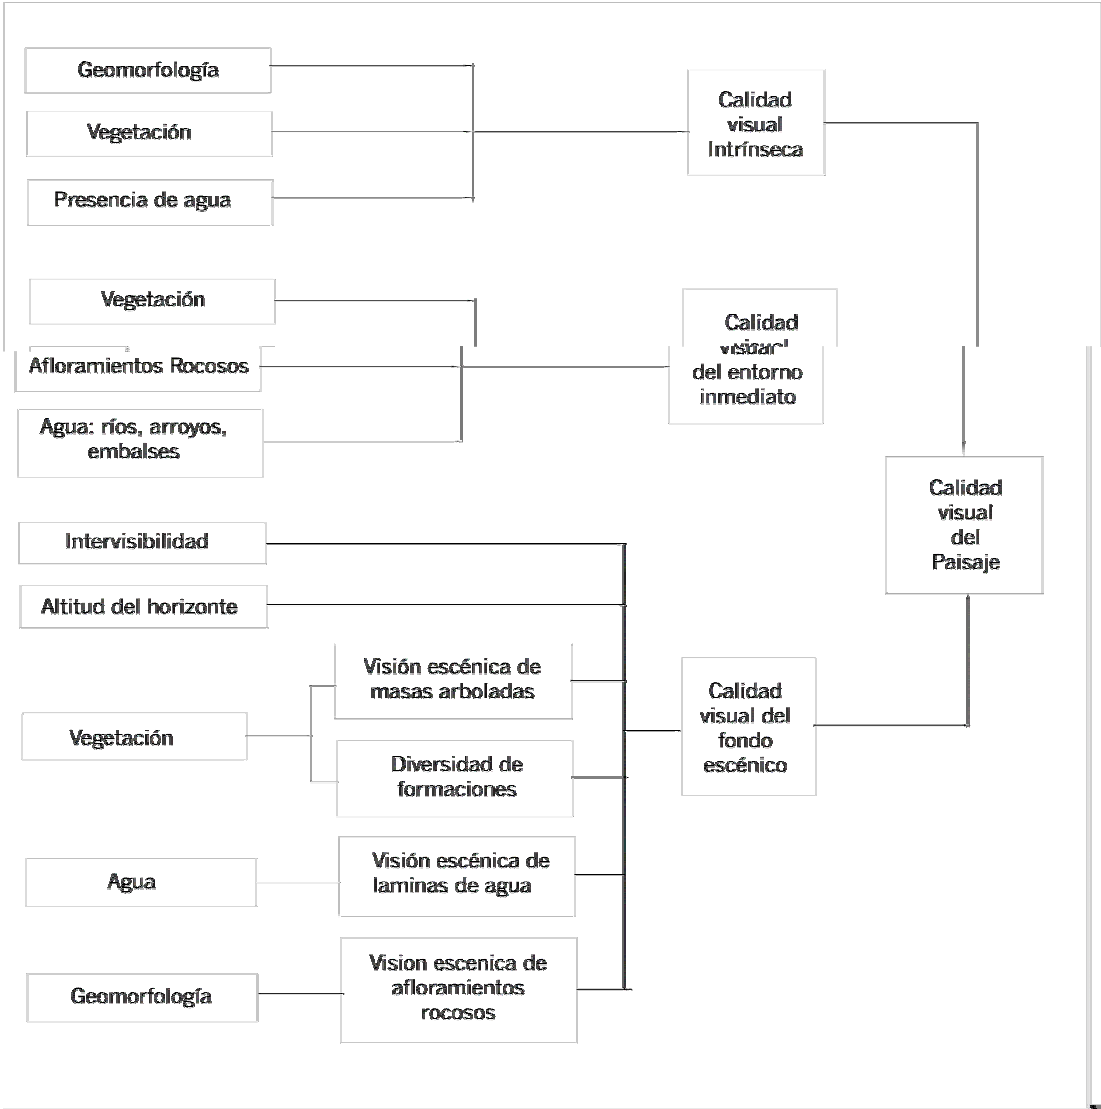 Geomorfología
Vegetación
Presencia de agua
Calidad
visual
Intrínseca
Vegetación
Afloramientos Rocosos
Agua: ríos, arroyos,
embalses
Calidad
visual
del entorno
inmediato
Intervisibilidad
Altitud del horizonte
Vegetación
Visión escénica de
masas arboladas
Diversidad de
formaciones
Agua
Visión escénica de
laminas de agua
Geomorfología
Vision escenica de
afloramientos
rocosos
Calidad
visual del
fondo
escénico
Calidad
visual
del
Paisaje